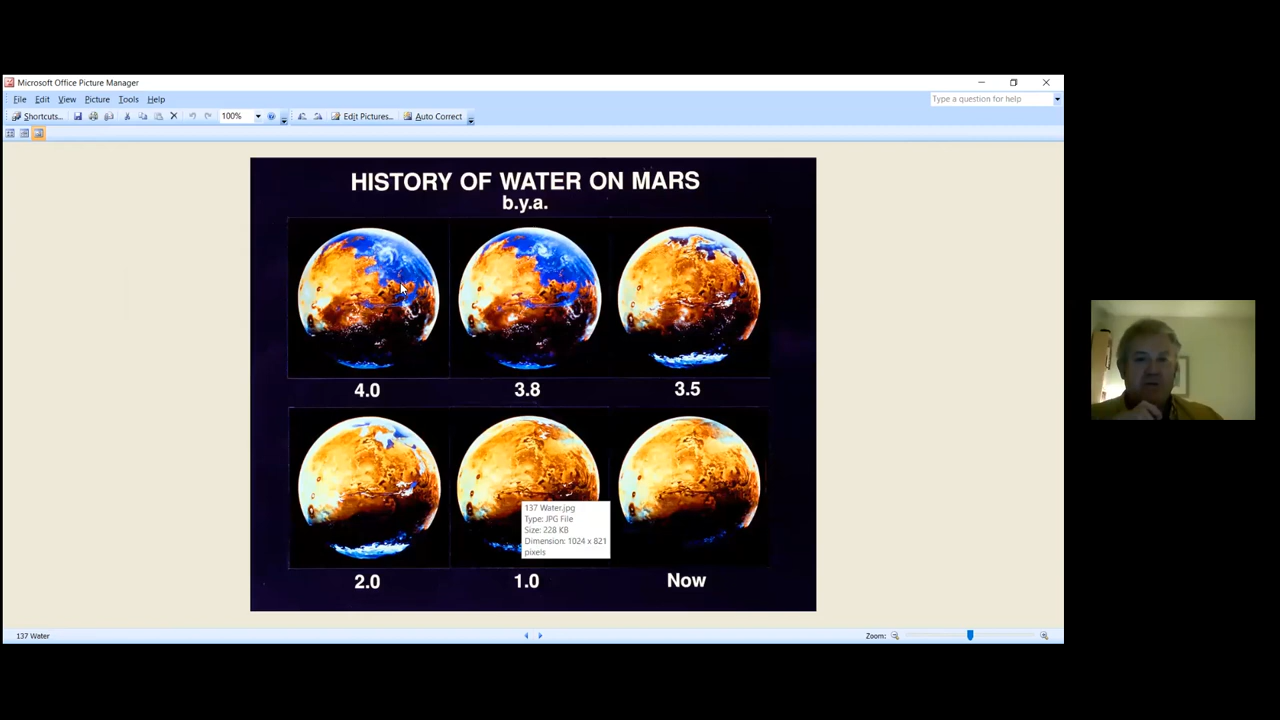 Microsoft Office Picture Manager
File Edit View Picture Tools Help
Type a question for help
Shortcuts...
100%
Edit Pictures...
Auto Correct
HISTORY OF WATER ON MARS
b.y.a.
4.0 3.8 3.5
137 Water.jpg
Type: JPG File
Size: 228 KB
Dimension: 1024 x 821
pixels
2.0 1.0 Now
137 Water
Zoom: